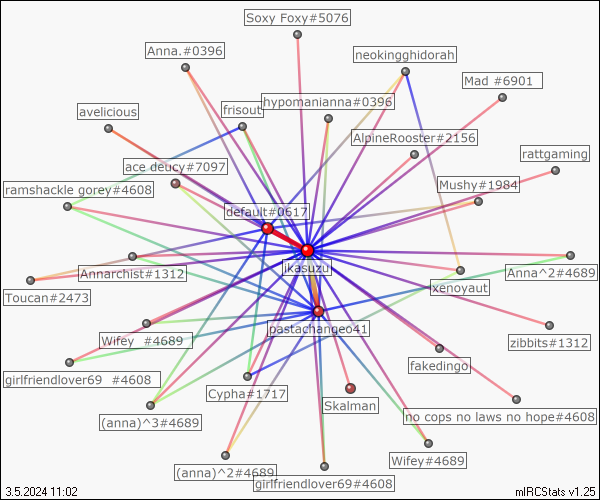 Soxy Foxy#5076
Anna.#0396
neokingghidorah
Mad #6901
hypomanianna#0396
avelicious
frisout
AlpineRooster#2156
rattgaming
ace deucy#7097
ramshackle gorey#4608
Mushy#1984
default#0617
jkasuzu
Annarchist#1312
Anna^2#4689
xenoyaut
Toucan#2473
pastachangeo41
Wifey #4689
zibbits#1312
fakedingo
girlfriendlover69 #4608
Cypha#1717
Skalman
no cops no laws no hope#4608
(anna)^3#4689
Wifey#4689
(anna)^2#4689
girlfriendlover69#4608
3.5.2024 11:02
mIRCStats v1.25